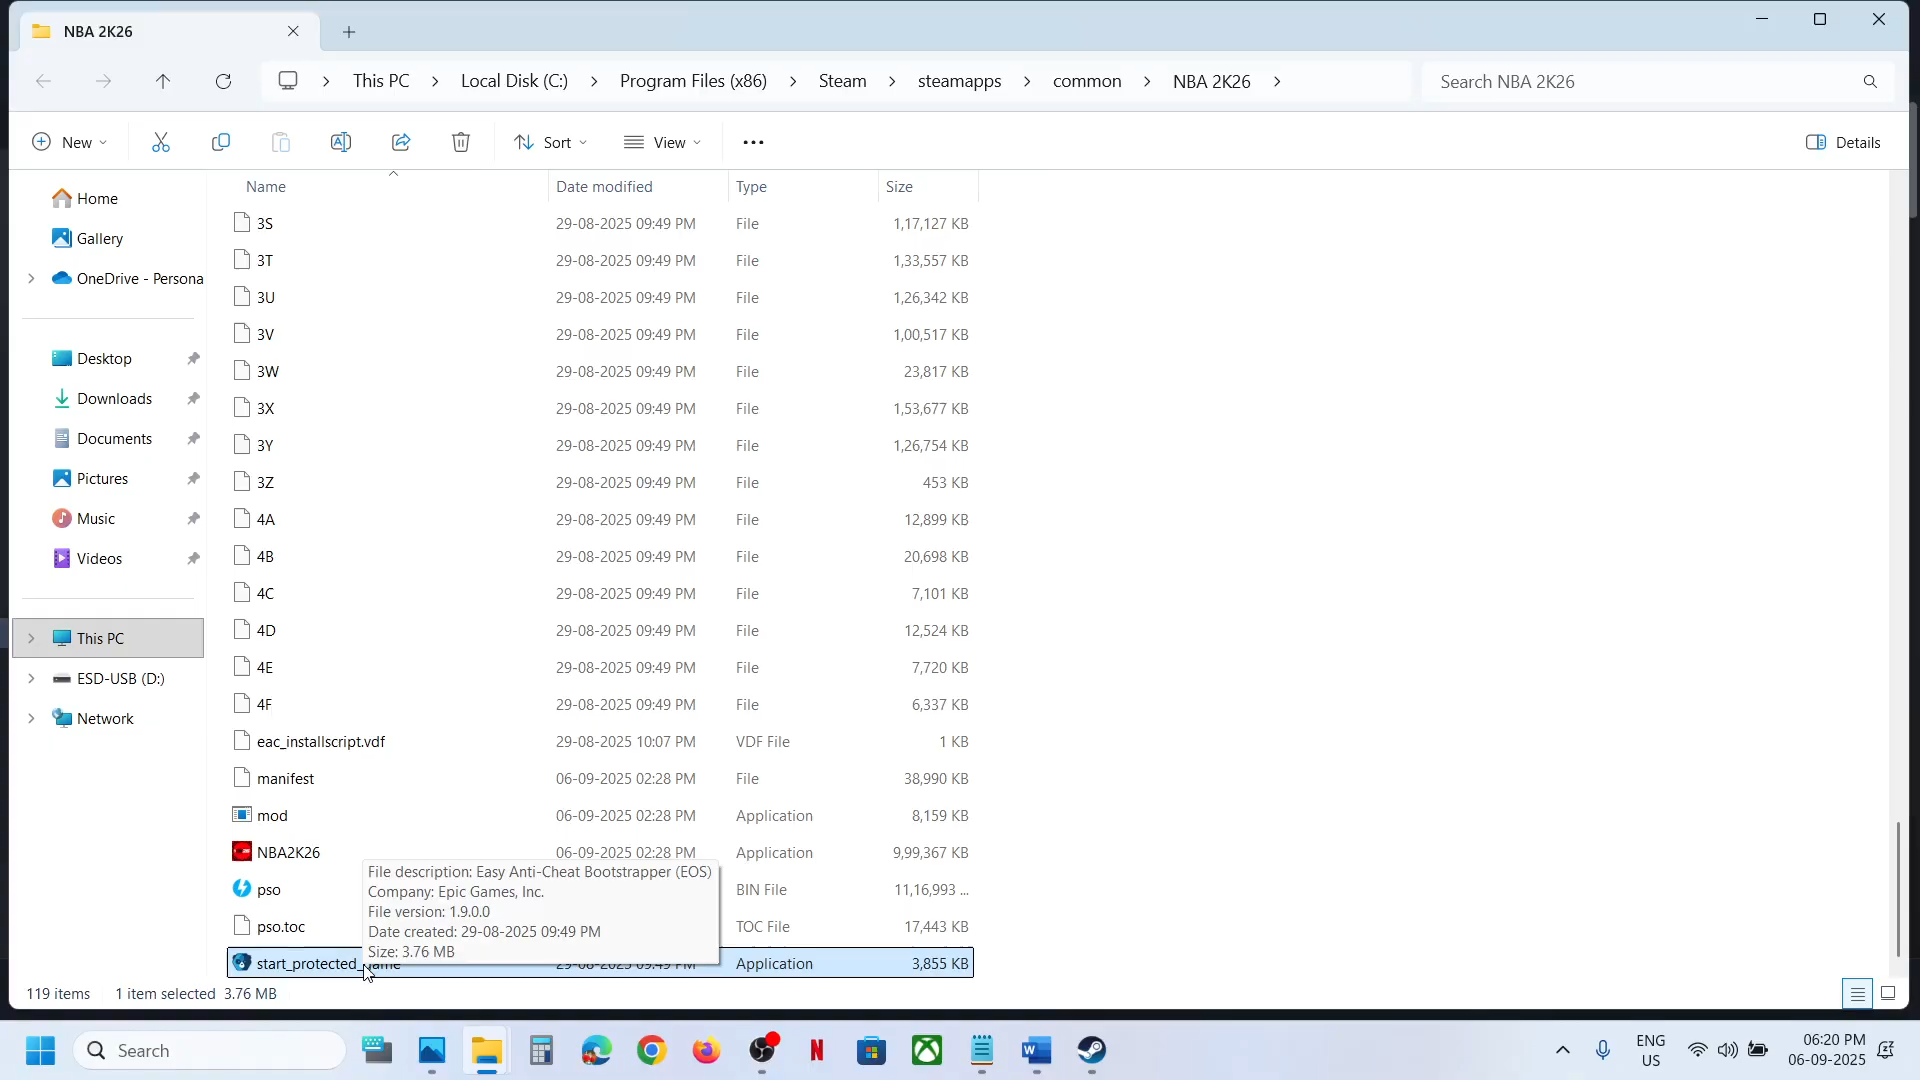 NBA 2K26
This PC
Local Disk (C:)
Program Files (x86)
Steam
steamapps
common
NBA 2K26
Search NBA 2K26
New
Sort
View
Details
Name
Date modified
Type
Size
Home
Gallery
OneDrive - Persona
Desktop
Downloads
Documents
Pictures
Music
Videos
This PC
ESD-USB (D:)
Network
3S 29-08-2025 09:49 PM File 1,17,127 KB
3T 29-08-2025 09:49 PM File 1,33,557 KB
3U 29-08-2025 09:49 PM File 1,26,342 KB
3V 29-08-2025 09:49 PM File 1,00,517 KB
3W 29-08-2025 09:49 PM File 23,817 KB
3X 29-08-2025 09:49 PM File 1,53,677 KB
3Y 29-08-2025 09:49 PM File 1,26,754 KB
3Z 29-08-2025 09:49 PM File 453 KB
4A 29-08-2025 09:49 PM File 12,899 KB
4B 29-08-2025 09:49 PM File 20,698 KB
4C 29-08-2025 09:49 PM File 7,101 KB
4D 29-08-2025 09:49 PM File 12,524 KB
4E 29-08-2025 09:49 PM File 7,720 KB
4F 29-08-2025 09:49 PM File 6,337 KB
eac_installscript.vdf 29-08-2025 10:07 PM VDF File 1 KB
manifest 06-09-2025 02:28 PM File 38,990 KB
mod 06-09-2025 02:28 PM Application 8,159 KB
NBA2K26 06-09-2025 02:28 PM Application 9,99,367 KB
pso BIN File 11,16,993 ...
pso.toc TOC File 17,443 KB
start_protected_game 29-08-2025 09:49 PM Application 3,855 KB
File description: Easy Anti-Cheat Bootstrapper (EOS)
Company: Epic Games, Inc.
File version: 1.9.0.0
Date created: 29-08-2025 09:49 PM
Size: 3.76 MB
119 items
1 item selected 3.76 MB
Search
ENG
US
06:20 PM
06-09-2025